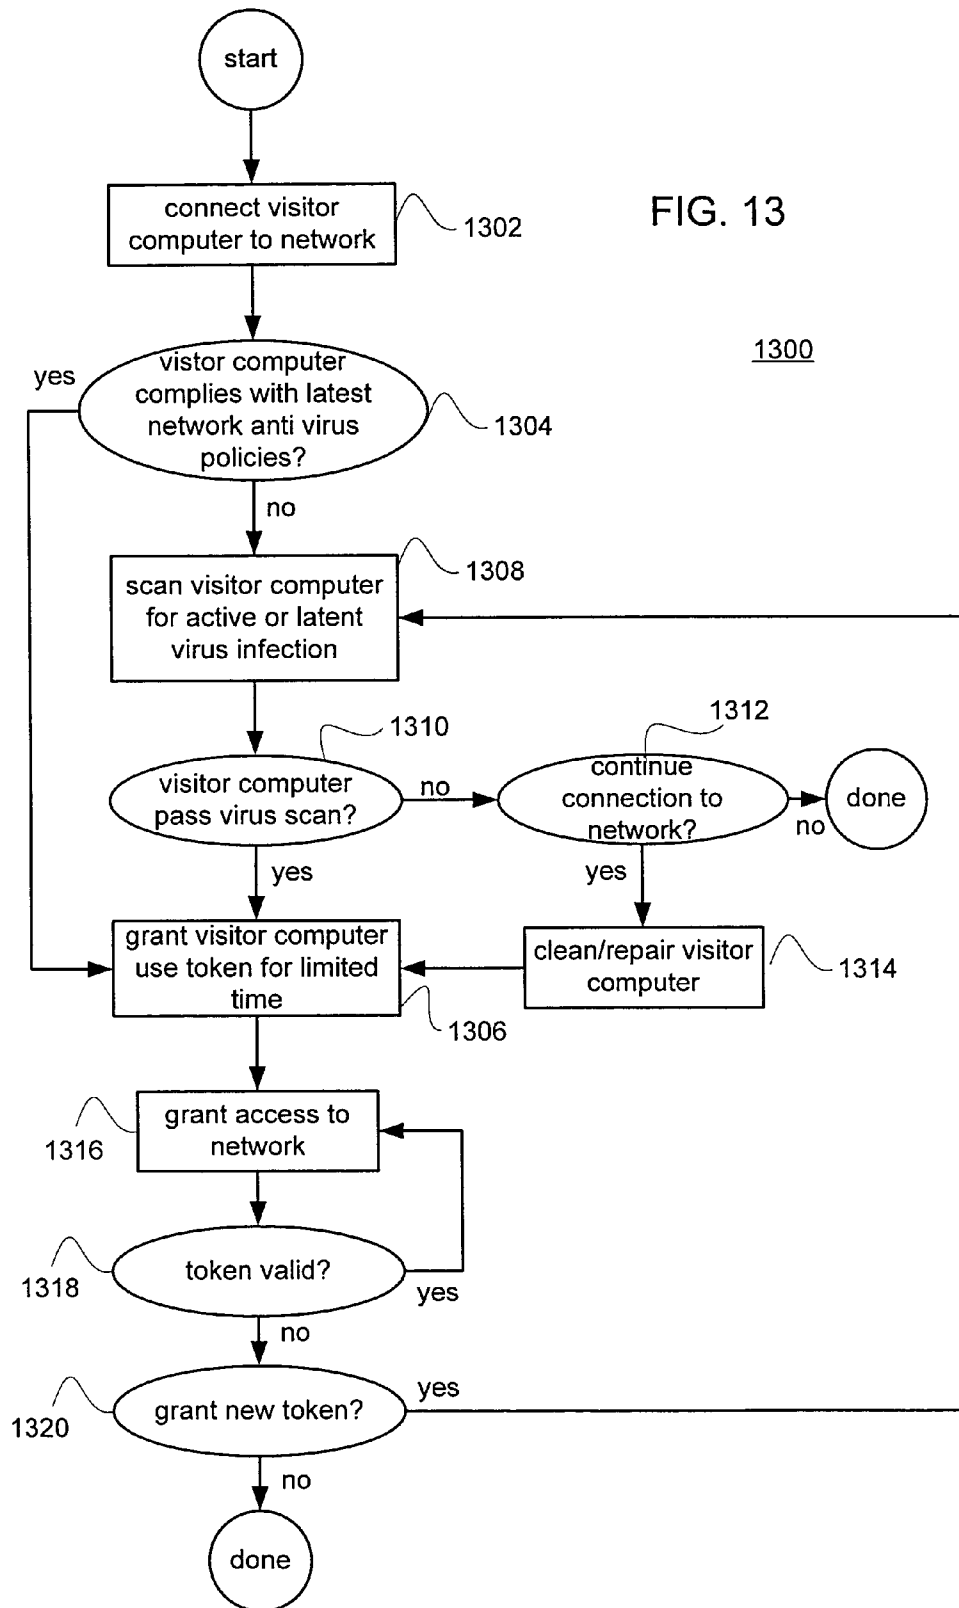 start
connect visitor
computer to network
1302
FIG. 13
1300
vistor computer
complies with latest
network anti virus
policies?
yes
1304
no
scan visitor computer
for active or latent
virus infection
1308
1310
1312
visitor computer
pass virus scan?
no
continue
connection to
network?
no
done
yes
yes
grant visitor computer
use token for limited
time
1306
clean/repair visitor
computer
1314
grant access to
network
1316
token valid?
1318
yes
no
grant new token?
yes
1320
no
done